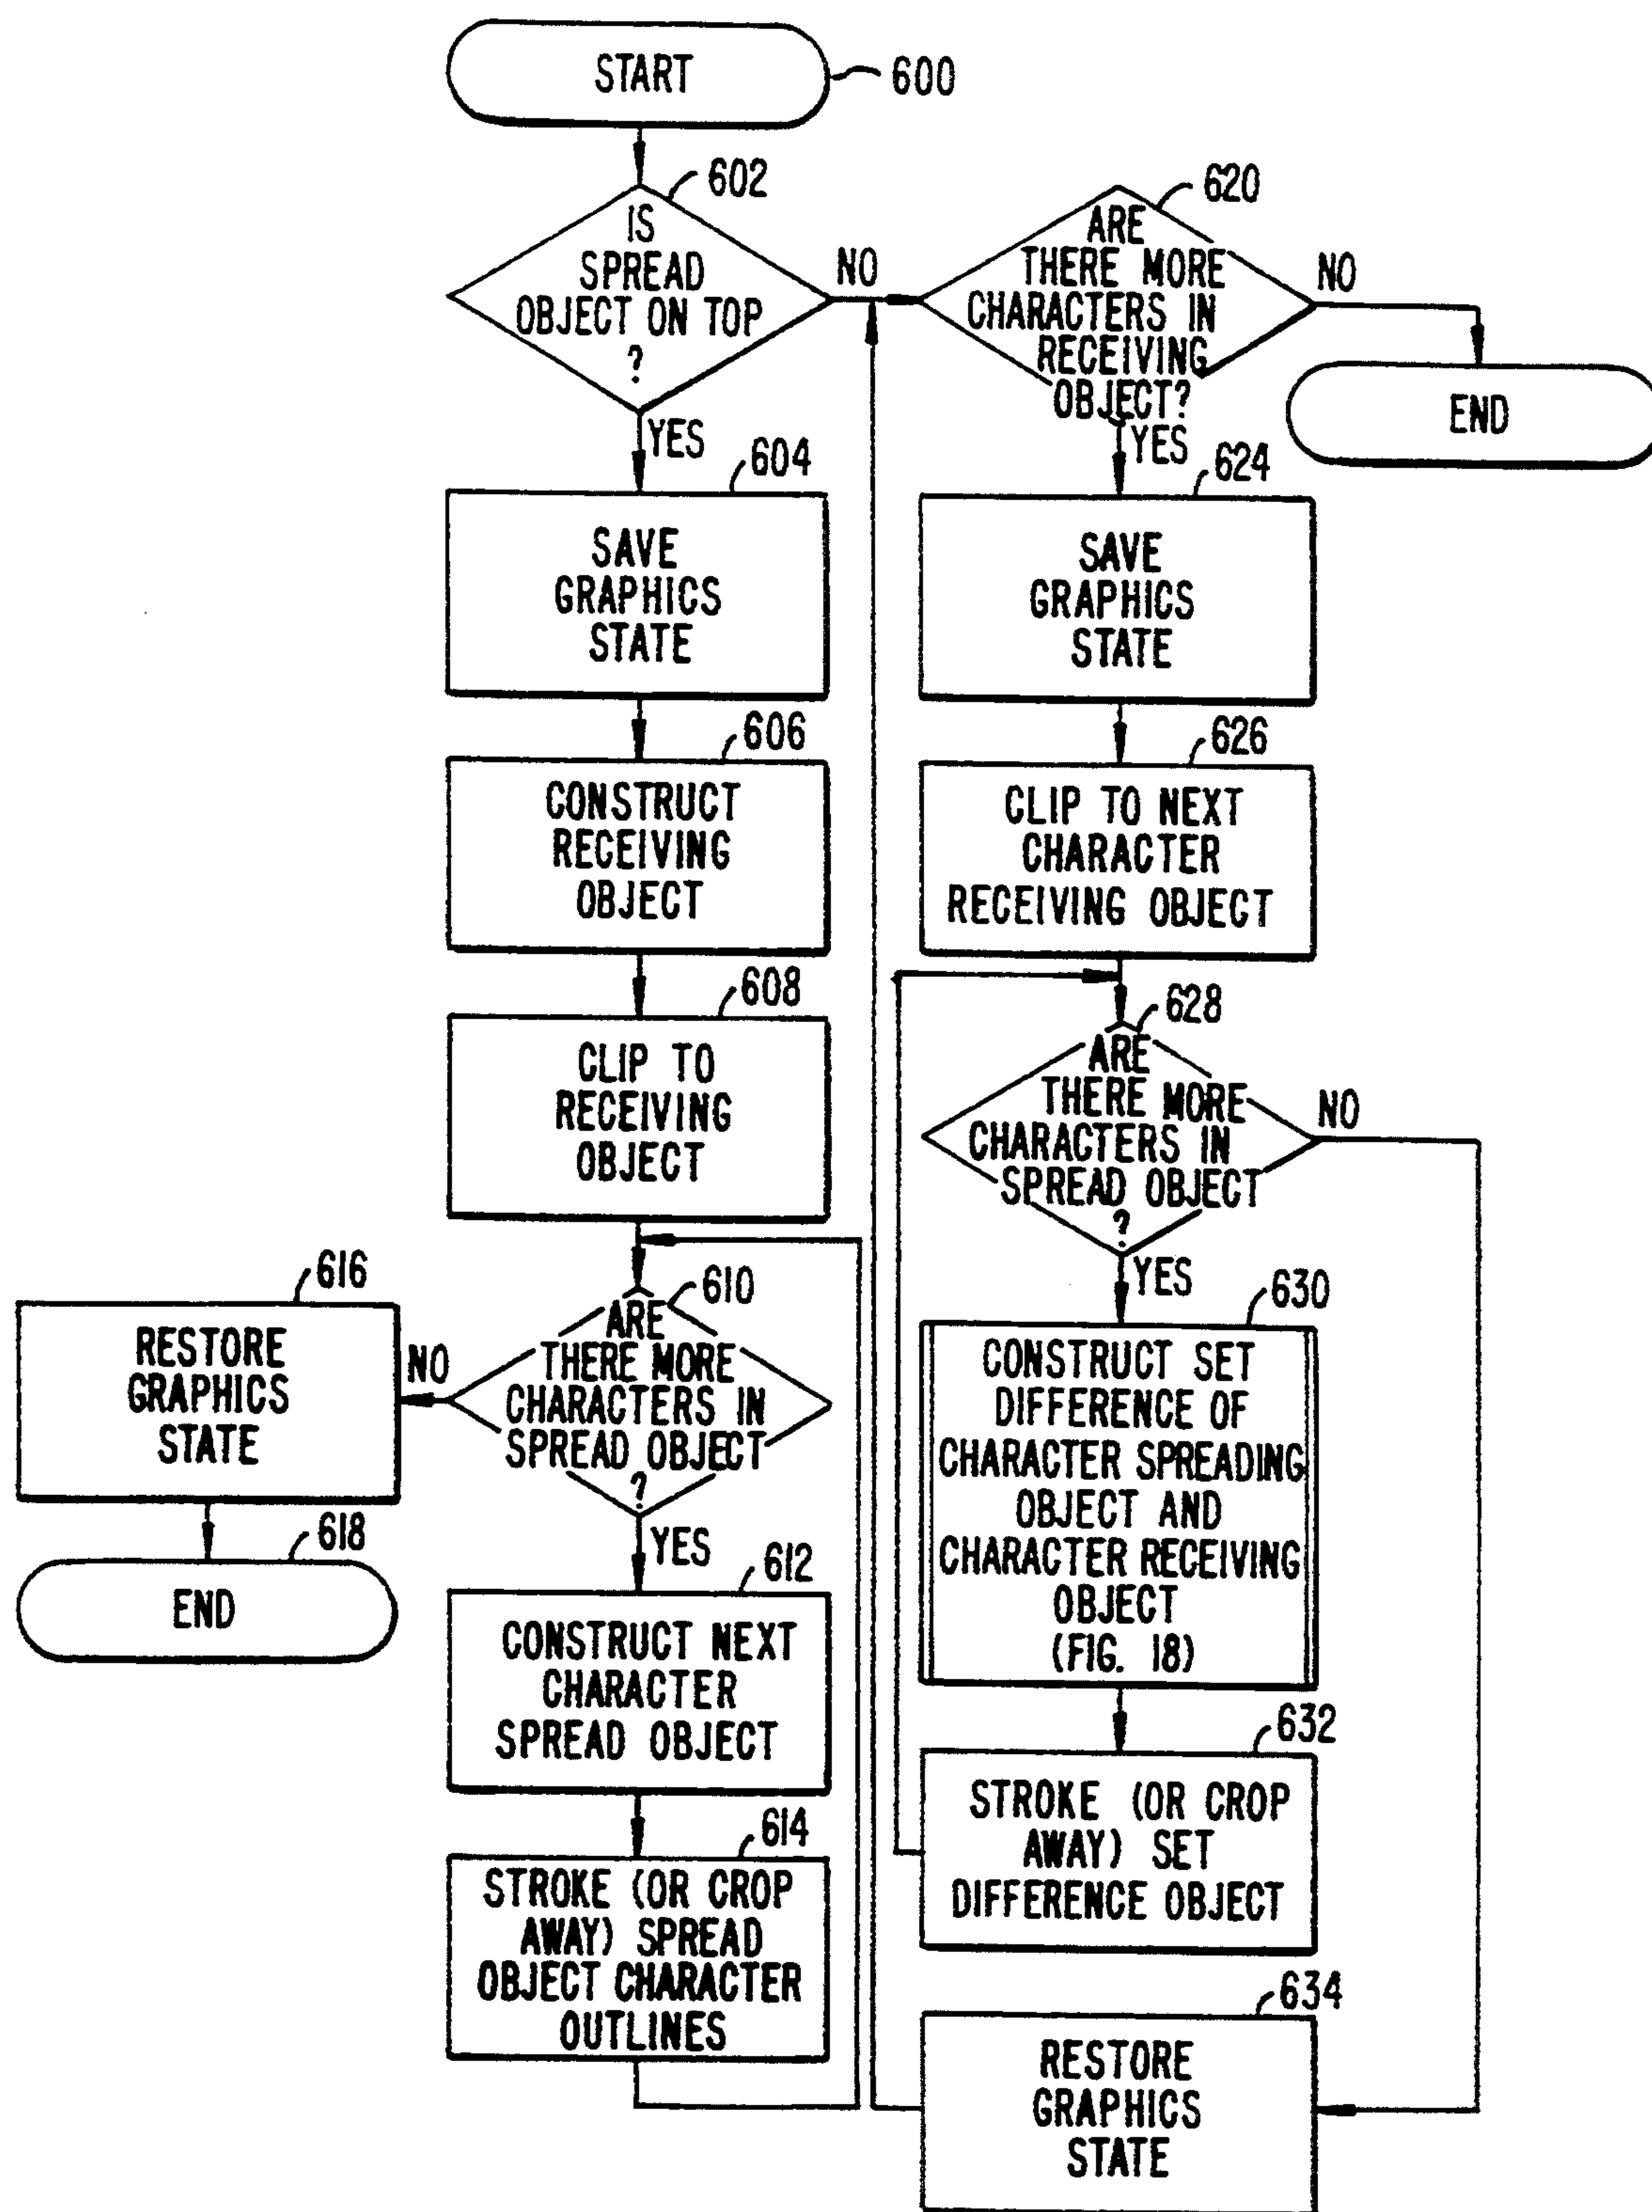 START
600
602
IS
SPREAD
OBJECT ON TOP
?
NO
YES
604
SAVE
GRAPHICS
STATE
606
CONSTRUCT
RECEIVING
OBJECT
608
CLIP TO
RECEIVING
OBJECT
610
ARE
THERE MORE
CHARACTERS IN
SPREAD OBJECT
?
NO
616
RESTORE
GRAPHICS
STATE
618
END
YES
612
CONSTRUCT NEXT
CHARACTER
SPREAD OBJECT
614
STROKE (OR CROP
AWAY) SPREAD
OBJECT CHARACTER
OUTLINES
620
ARE
THERE MORE
CHARACTERS IN
RECEIVING
OBJECT?
NO
END
YES
624
SAVE
GRAPHICS
STATE
626
CLIP TO NEXT
CHARACTER
RECEIVING OBJECT
628
ARE
THERE MORE
CHARACTERS IN
SPREAD OBJECT
?
NO
YES
630
CONSTRUCT SET
DIFFERENCE OF
CHARACTER SPREADING
OBJECT AND
CHARACTER RECEIVING
OBJECT
(FIG. 18)
632
STROKE (OR CROP
AWAY) SET
DIFFERENCE OBJECT
634
RESTORE
GRAPHICS
STATE